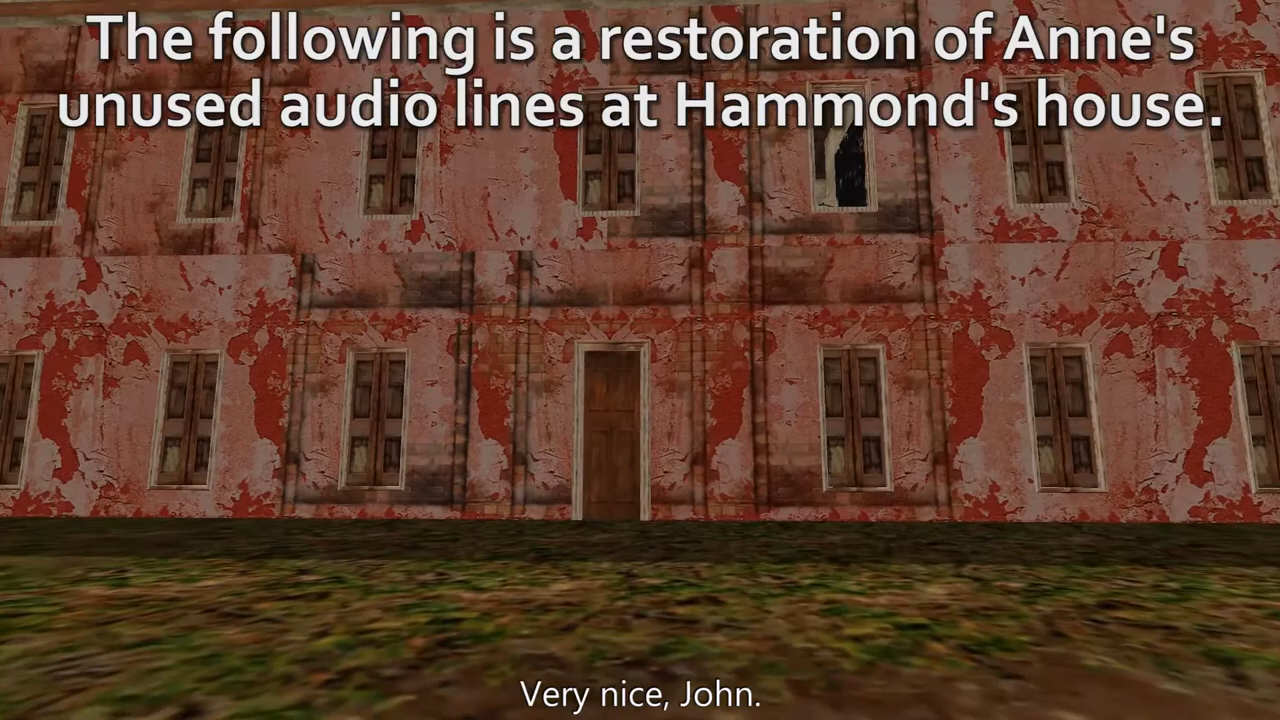 The following is a restoration of Anne's
unused audio lines at Hammond's house.
Very nice, John.